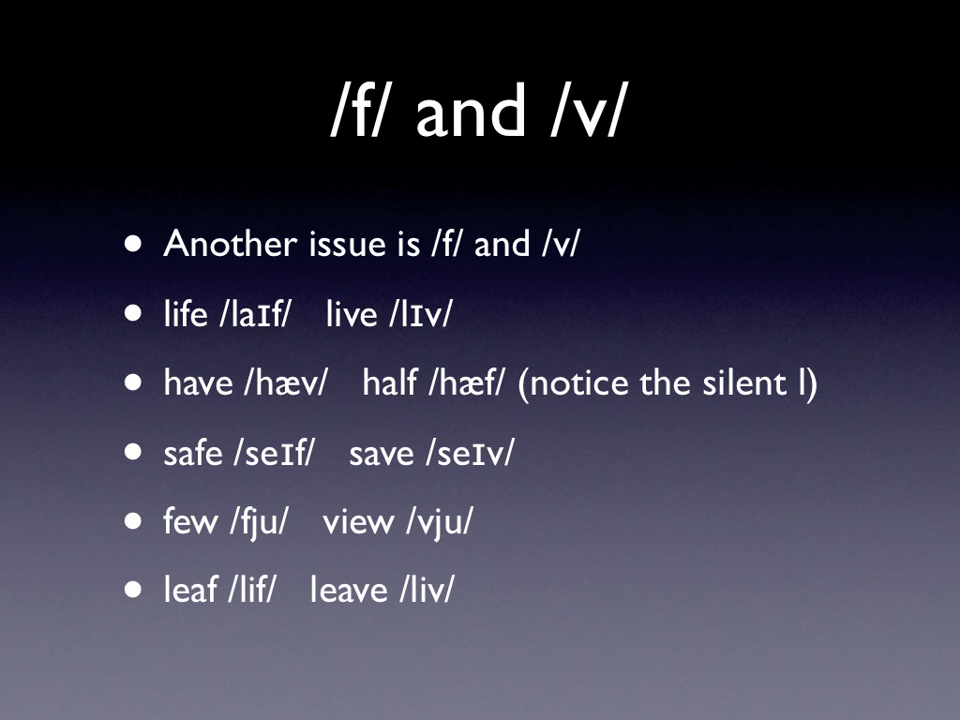 /f/ and /v/
• Another issue is /f/ and /v/
• life /laɪf/ live /lɪv/
• have /hæv/ half /hæf/ (notice the silent l)
• safe /seɪf/ save /seɪv/
• few /fju/ view /vju/
• leaf /lif/ leave /liv/